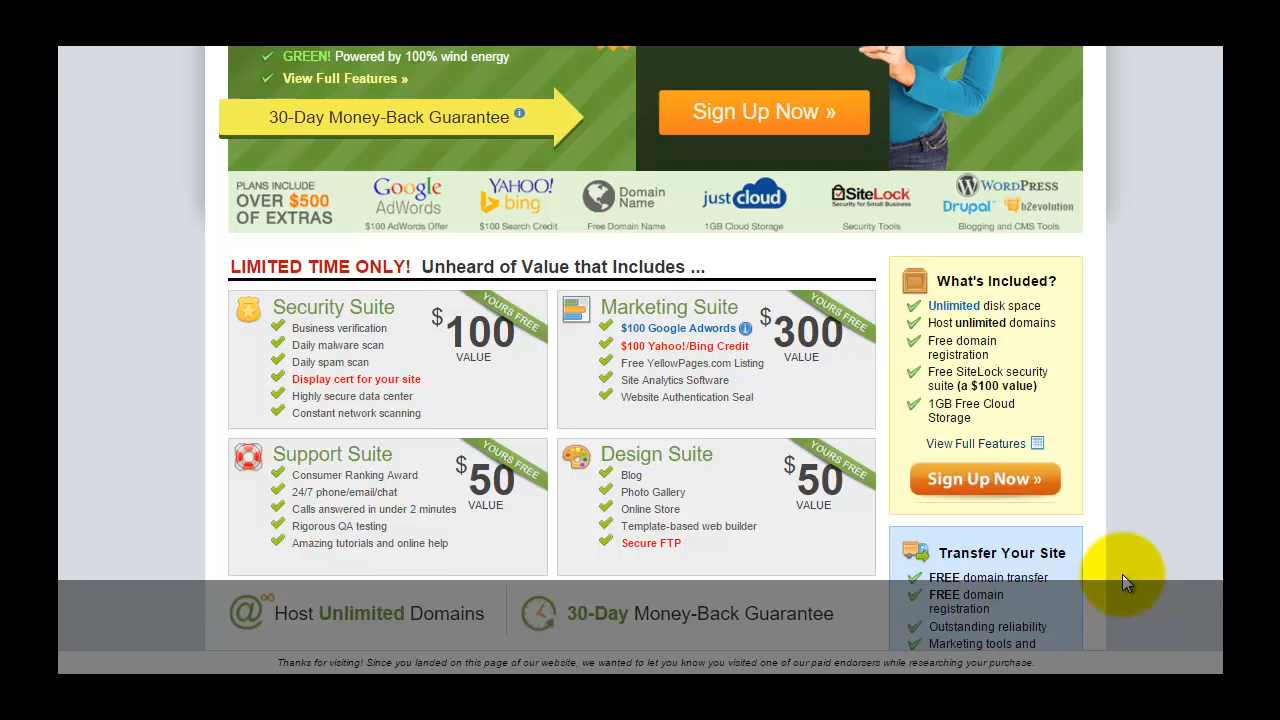 GREEN! Powered by 100% wind energy
View Full Features »
30-Day Money-Back Guarantee i
Sign Up Now »
PLANS INCLUDE
OVER $500
OF EXTRAS
Google
AdWords
$100 AdWords Offer
YAHOO!
bing
$100 Search Credit
Domain
Name
Free Domain Name
justcloud
1GB Cloud Storage
SiteLock
Security for Small Business
Security Tools
WORDPRESS
Drupal b2evolution
Blogging and CMS Tools
LIMITED TIME ONLY! Unheard of Value that Includes ...
Security Suite
Business verification
Daily malware scan
Daily spam scan
Display cert for your site
Highly secure data center
Constant network scanning
$100
VALUE
YOURS FREE
Marketing Suite
$100 Google Adwords i
$100 Yahoo!/Bing Credit
Free YellowPages.com Listing
Site Analytics Software
Website Authentication Seal
$300
VALUE
YOURS FREE
Support Suite
Consumer Ranking Award
24/7 phone/email/chat
Calls answered in under 2 minutes
Rigorous QA testing
Amazing tutorials and online help
$50
VALUE
YOURS FREE
Design Suite
Blog
Photo Gallery
Online Store
Template-based web builder
Secure FTP
$50
VALUE
YOURS FREE
What's Included?
Unlimited disk space
Host unlimited domains
Free domain
registration
Free SiteLock security
suite (a $100 value)
1GB Free Cloud
Storage
View Full Features
Sign Up Now »
Transfer Your Site
FREE domain transfer
FREE domain
registration
Outstanding reliability
Marketing tools and
@∞ Host Unlimited Domains
30-Day Money-Back Guarantee
Thanks for visiting! Since you landed on this page of our website, we wanted to let you know you visited one of our paid endorsers while researching your purchase.